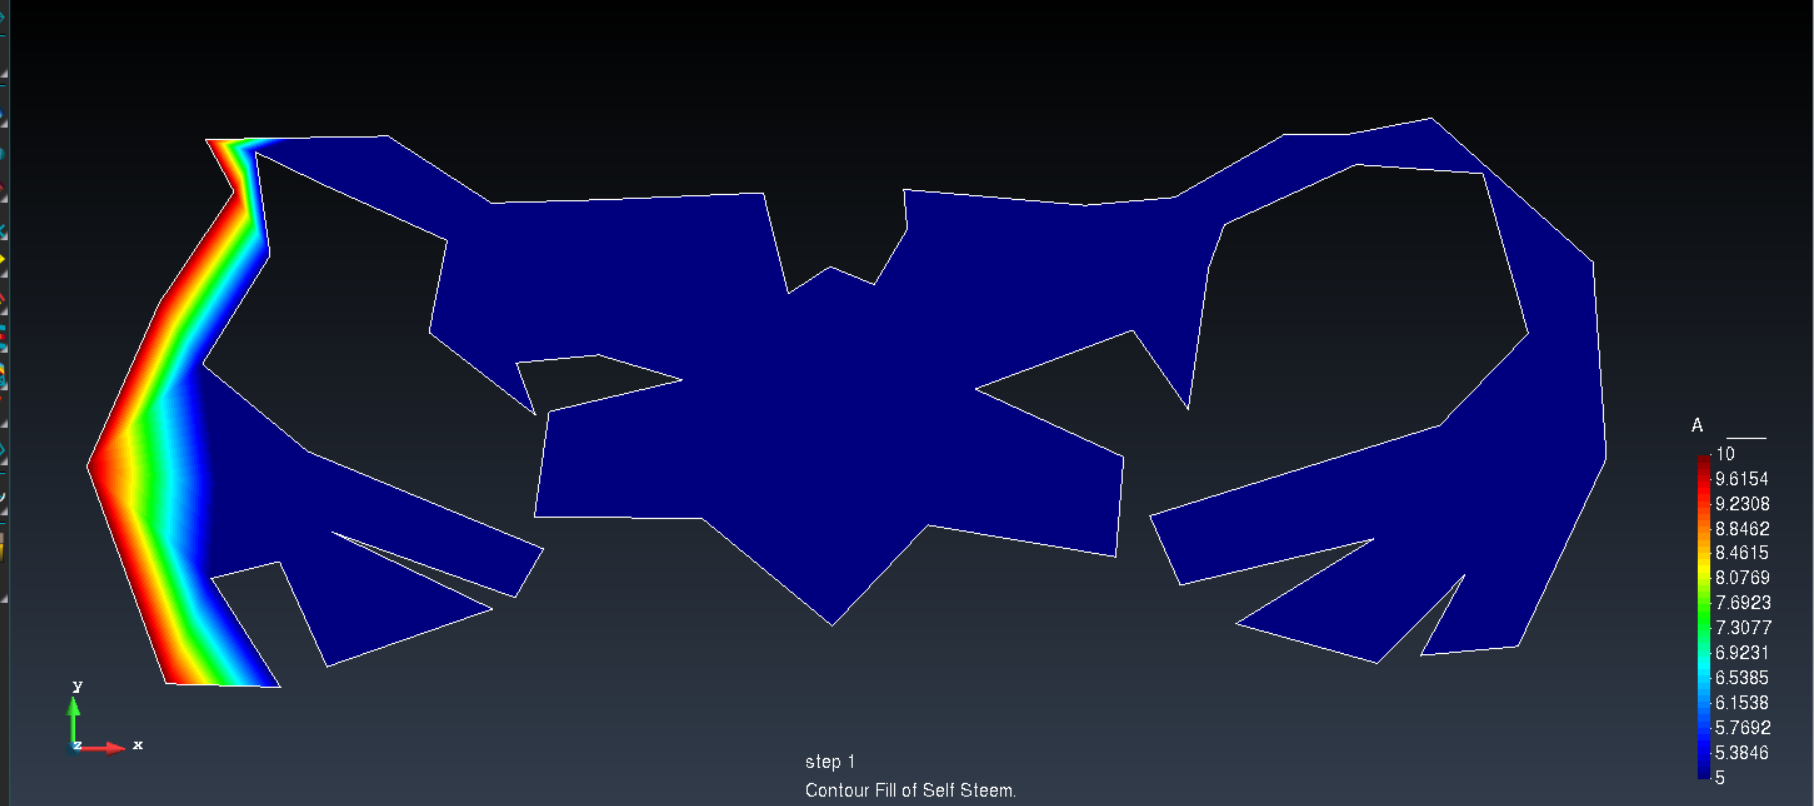 A
10
9.6154
9.2308
8.8462
8.4615
8.0769
7.6923
7.3077
6.9231
6.5385
6.1538
5.7692
5.3846
5
y
z x
step 1
Contour Fill of Self Steem.